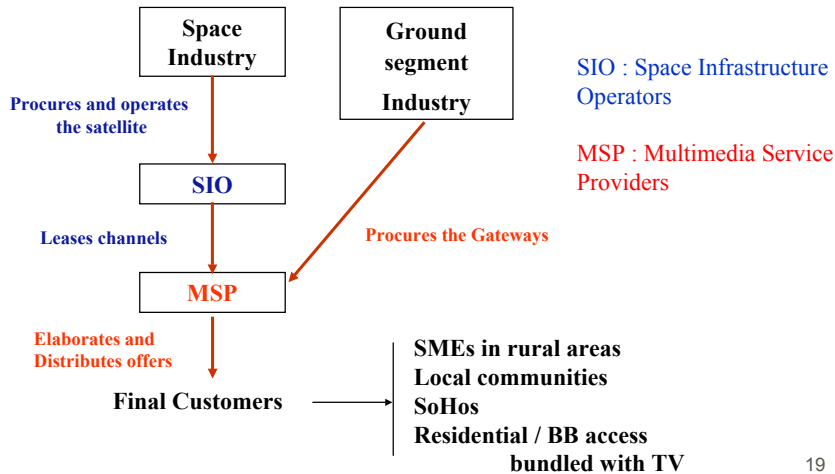 Space
Industry
Ground
segment
Industry
SIO : Space Infrastructure
Operators
MSP : Multimedia Service
Providers
Procures and operates
the satellite
SIO
Leases channels
Procures the Gateways
MSP
Elaborates and
Distributes offers
Final Customers
SMEs in rural areas
Local communities
SoHos
Residential / BB access
bundled with TV
19